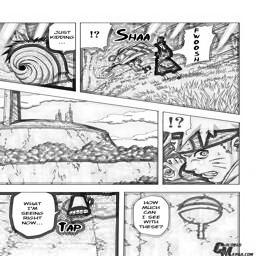 FWOOSH
SHAA
!?
JUST
KIDDING
...
!?
HOW
MUCH
CAN
I SEE
WITH
THESE?
WHAT
I'M
SEEING
RIGHT
NOW...
TAP